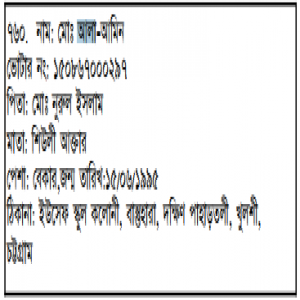 ৭৬০. নাম: মোঃ আলা-আমিন
ভোটার নং: ১৫০৮৬৭০০০২৯৭
পিতা: মোঃ নূরুল ইসলাম
মাতা: শিউলী আক্তার
পেশা: বেকার,জন্ম তারিখ:১৫/০৬/১৯৯৫
ঠিকানা: ইউসেফ স্কুল কলোনী, বাস্তুহারা, দক্ষিণ পাহাড়তলী, খুলশী,
চট্টগ্রাম